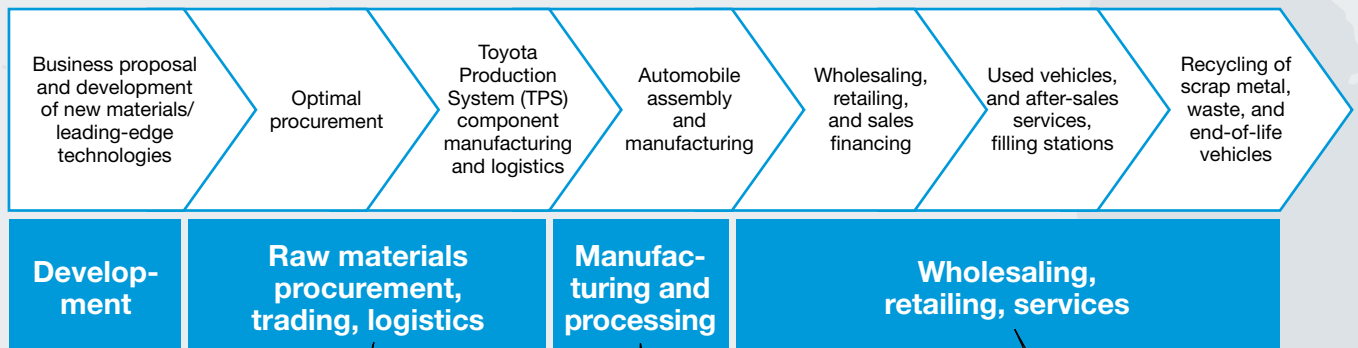 Business proposal
and development
of new materials/
leading-edge
technologies
Optimal
procurement
Toyota
Production
System (TPS)
component
manufacturing
and logistics
Automobile
assembly
and
manufacturing
Wholesaling,
retailing,
and sales
financing
Used vehicles,
and after-sales
services,
filling stations
Recycling of
scrap metal,
waste, and
end-of-life
vehicles
Develop-
ment
Raw materials
procurement,
trading, logistics
Manufac-
turing and
processing
Wholesaling,
retailing, services